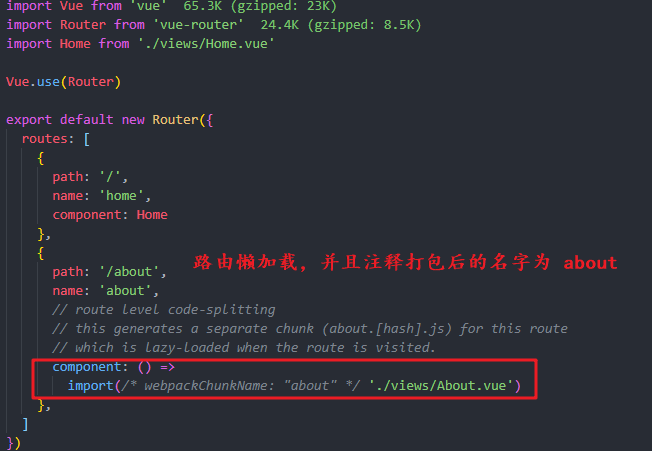 import Vue from 'vue'  65.3K (gzipped: 23K)
import Router from 'vue-router'  24.4K (gzipped: 8.5K)
import Home from './views/Home.vue'
Vue.use(Router)
export default new Router({
routes: [
{
path: '/',
name: 'home',
component: Home
},
{
path: '/about',
路由懒加载，并且注释打包后的名字为 about
name: 'about',
// route level code-splitting
// this generates a separate chunk (about.[hash].js) for this route
// which is lazy-loaded when the route is visited.
component: () =>
import(/* webpackChunkName: "about" */ './views/About.vue')
},
]
})